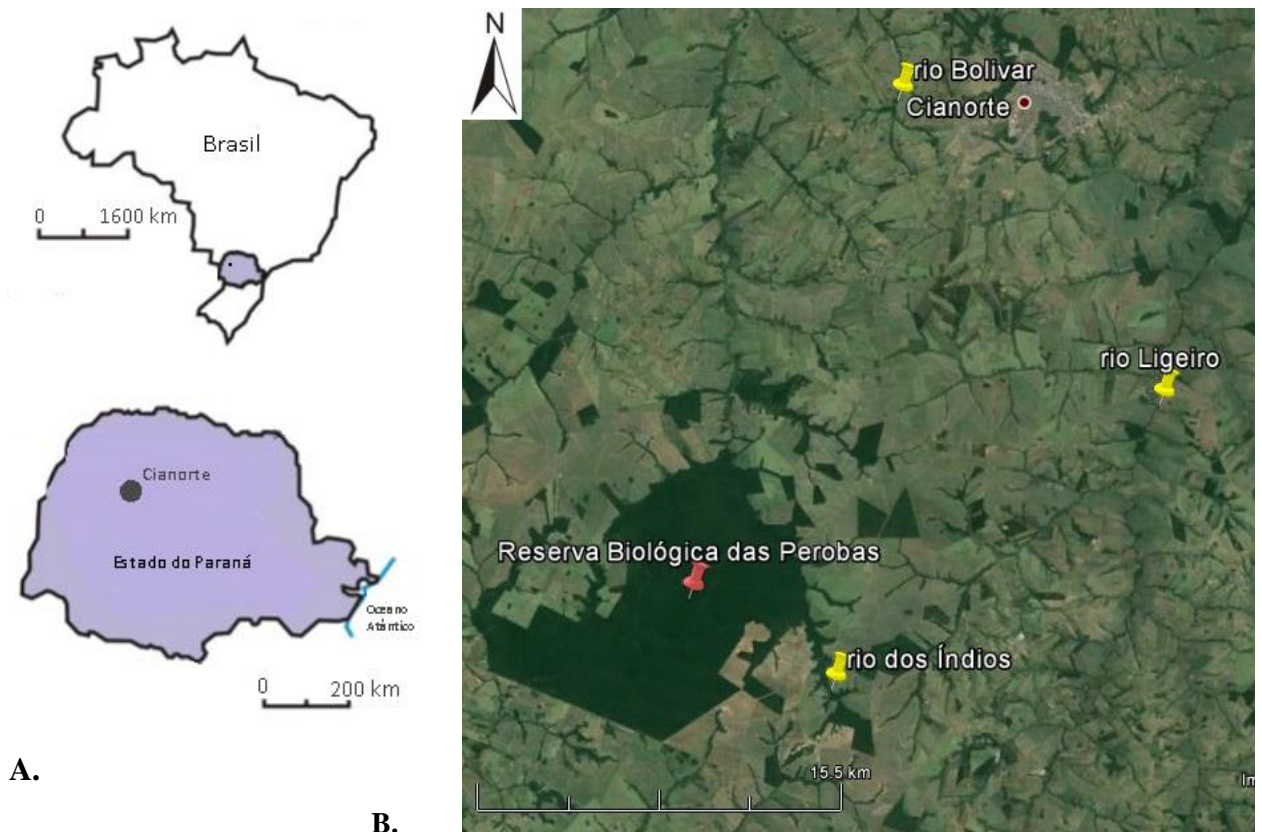 Brasil
0 1600 km
Cianorte
Estado do Paraná
Oceano
Atlântico
0 200 km
A.
N
rio Bolivar
Cianorte
rio Ligeiro
Reserva Biológica das Perobas
rio dos Índios
15.5 km
Im
B.